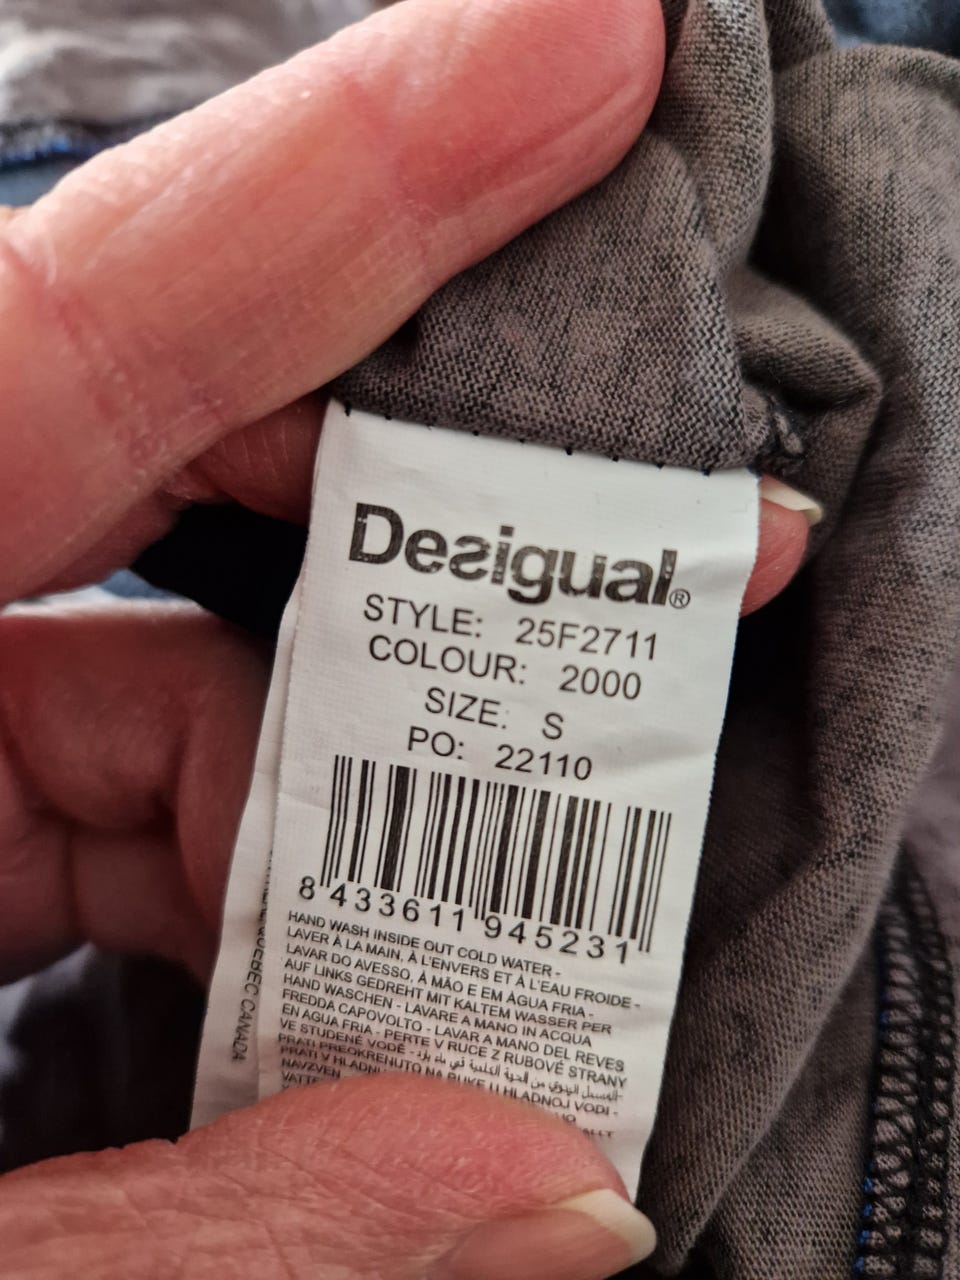 Desigual®
STYLE: 25F2711
COLOUR: 2000
SIZE: S
PO: 22110
8 433611 945231
HAND WASH INSIDE OUT COLD WATER -
LAVER À LA MAIN, À L'ENVERS ET À L'EAU FROIDE -
LAVAR DO AVESSO, À MÃO E EM ÁGUA FRIA -
AUF LINKS GEDREHT MIT KALTEM WASSER PER
HAND WASCHEN - LAVARE A MANO IN ACQUA
FREDDA CAPOVOLTO - LAVAR A MANO DEL REVES
EN AGUA FRIA - PERTE V RUCE Z RUBOVÉ STRANY
VE STUDENÉ VODĚ -
PRATI PREOKRENUTO NA RUKE U HLADNOJ VODI -
PRATI V HLADNI
NAVZVEN
CANADA